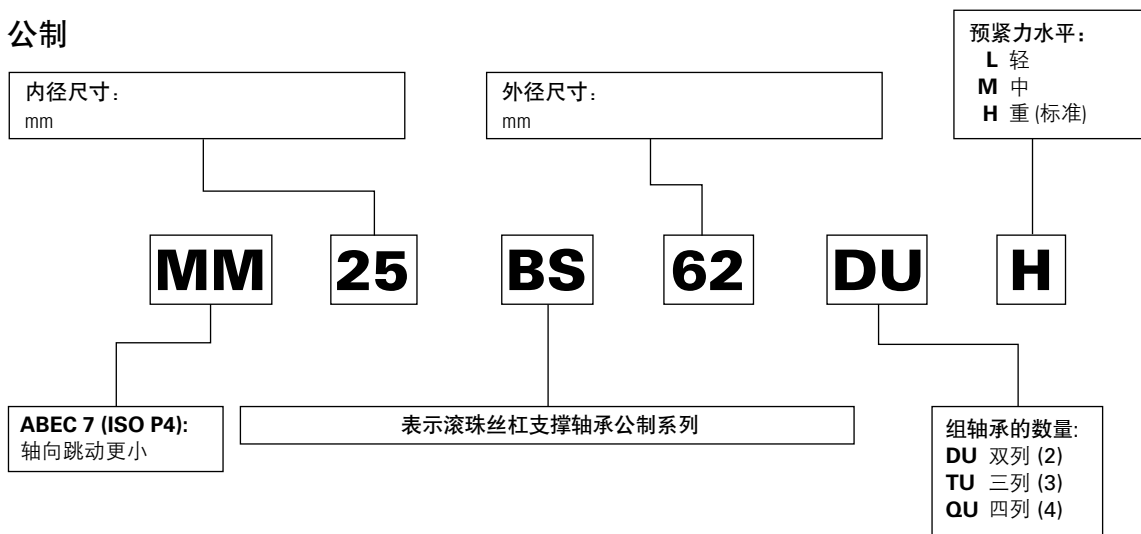 公制
内径尺寸：
mm
外径尺寸：
mm
预紧力水平：
L 轻
M 中
H 重 (标准)
MM 25 BS 62 DU H
ABEC 7 (ISO P4):
轴向跳动更小
表示滚珠丝杠支撑轴承公制系列
组轴承的数量:
DU 双列 (2)
TU 三列 (3)
QU 四列 (4)